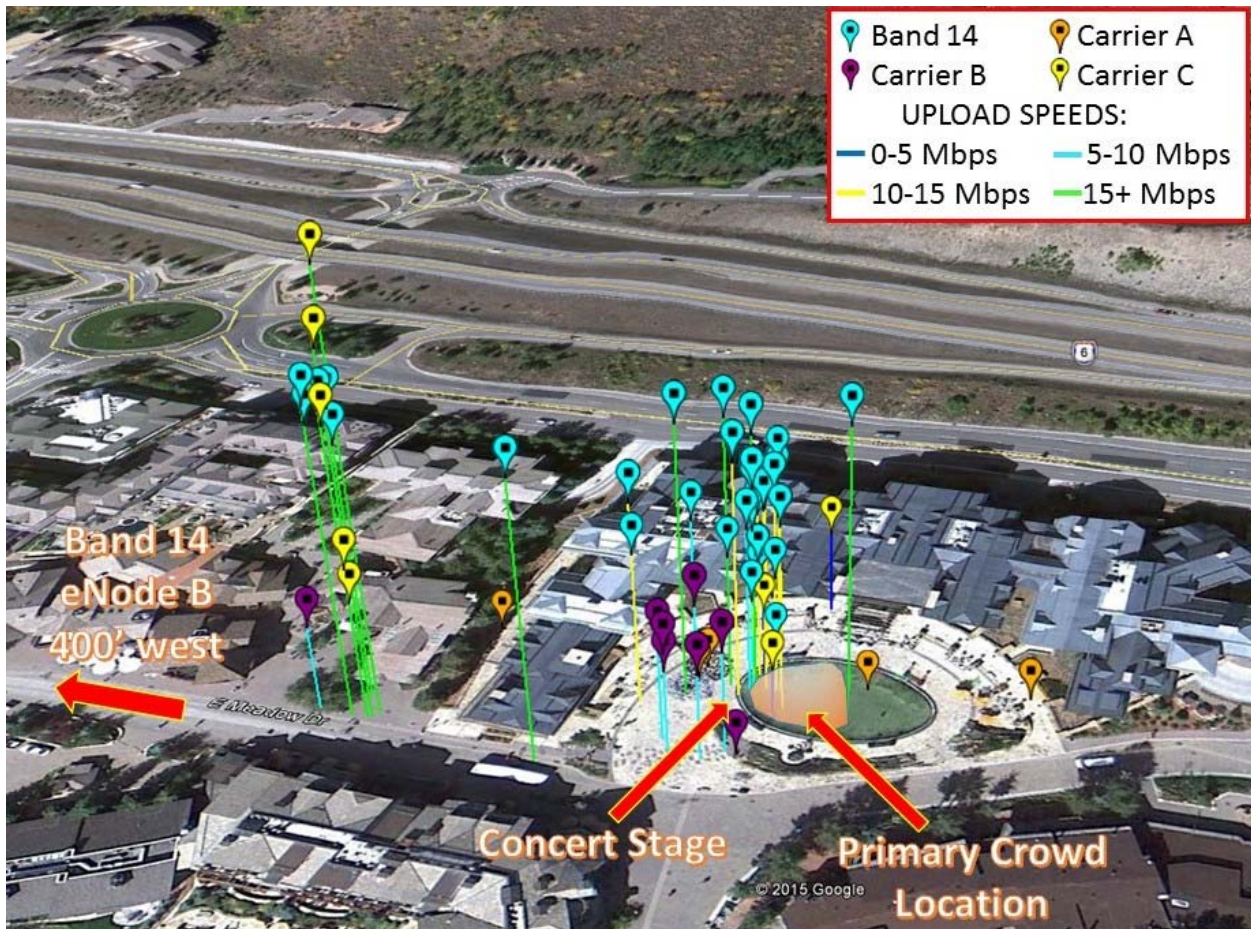 Band 14
Carrier A
Carrier B
Carrier C
UPLOAD SPEEDS:
0-5 Mbps
5-10 Mbps
10-15 Mbps
15+ Mbps
6
Band 14
eNode B
400' west
E Meadow Dr
Concert Stage
Primary Crowd
Location
© 2015 Google